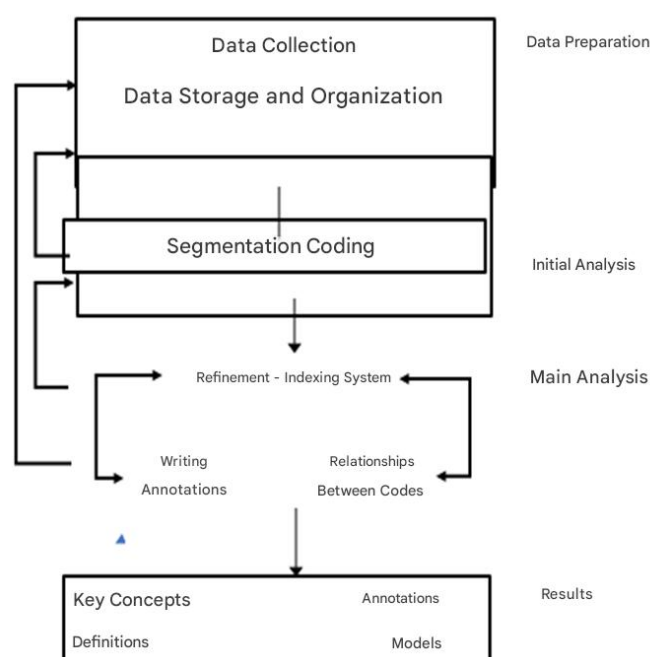 Data Collection
Data Preparation
Data Storage and Organization
Segmentation Coding
Initial Analysis
Refinement - Indexing System
Main Analysis
Writing
Annotations
Relationships
Between Codes
Key Concepts
Annotations
Results
Definitions
Models